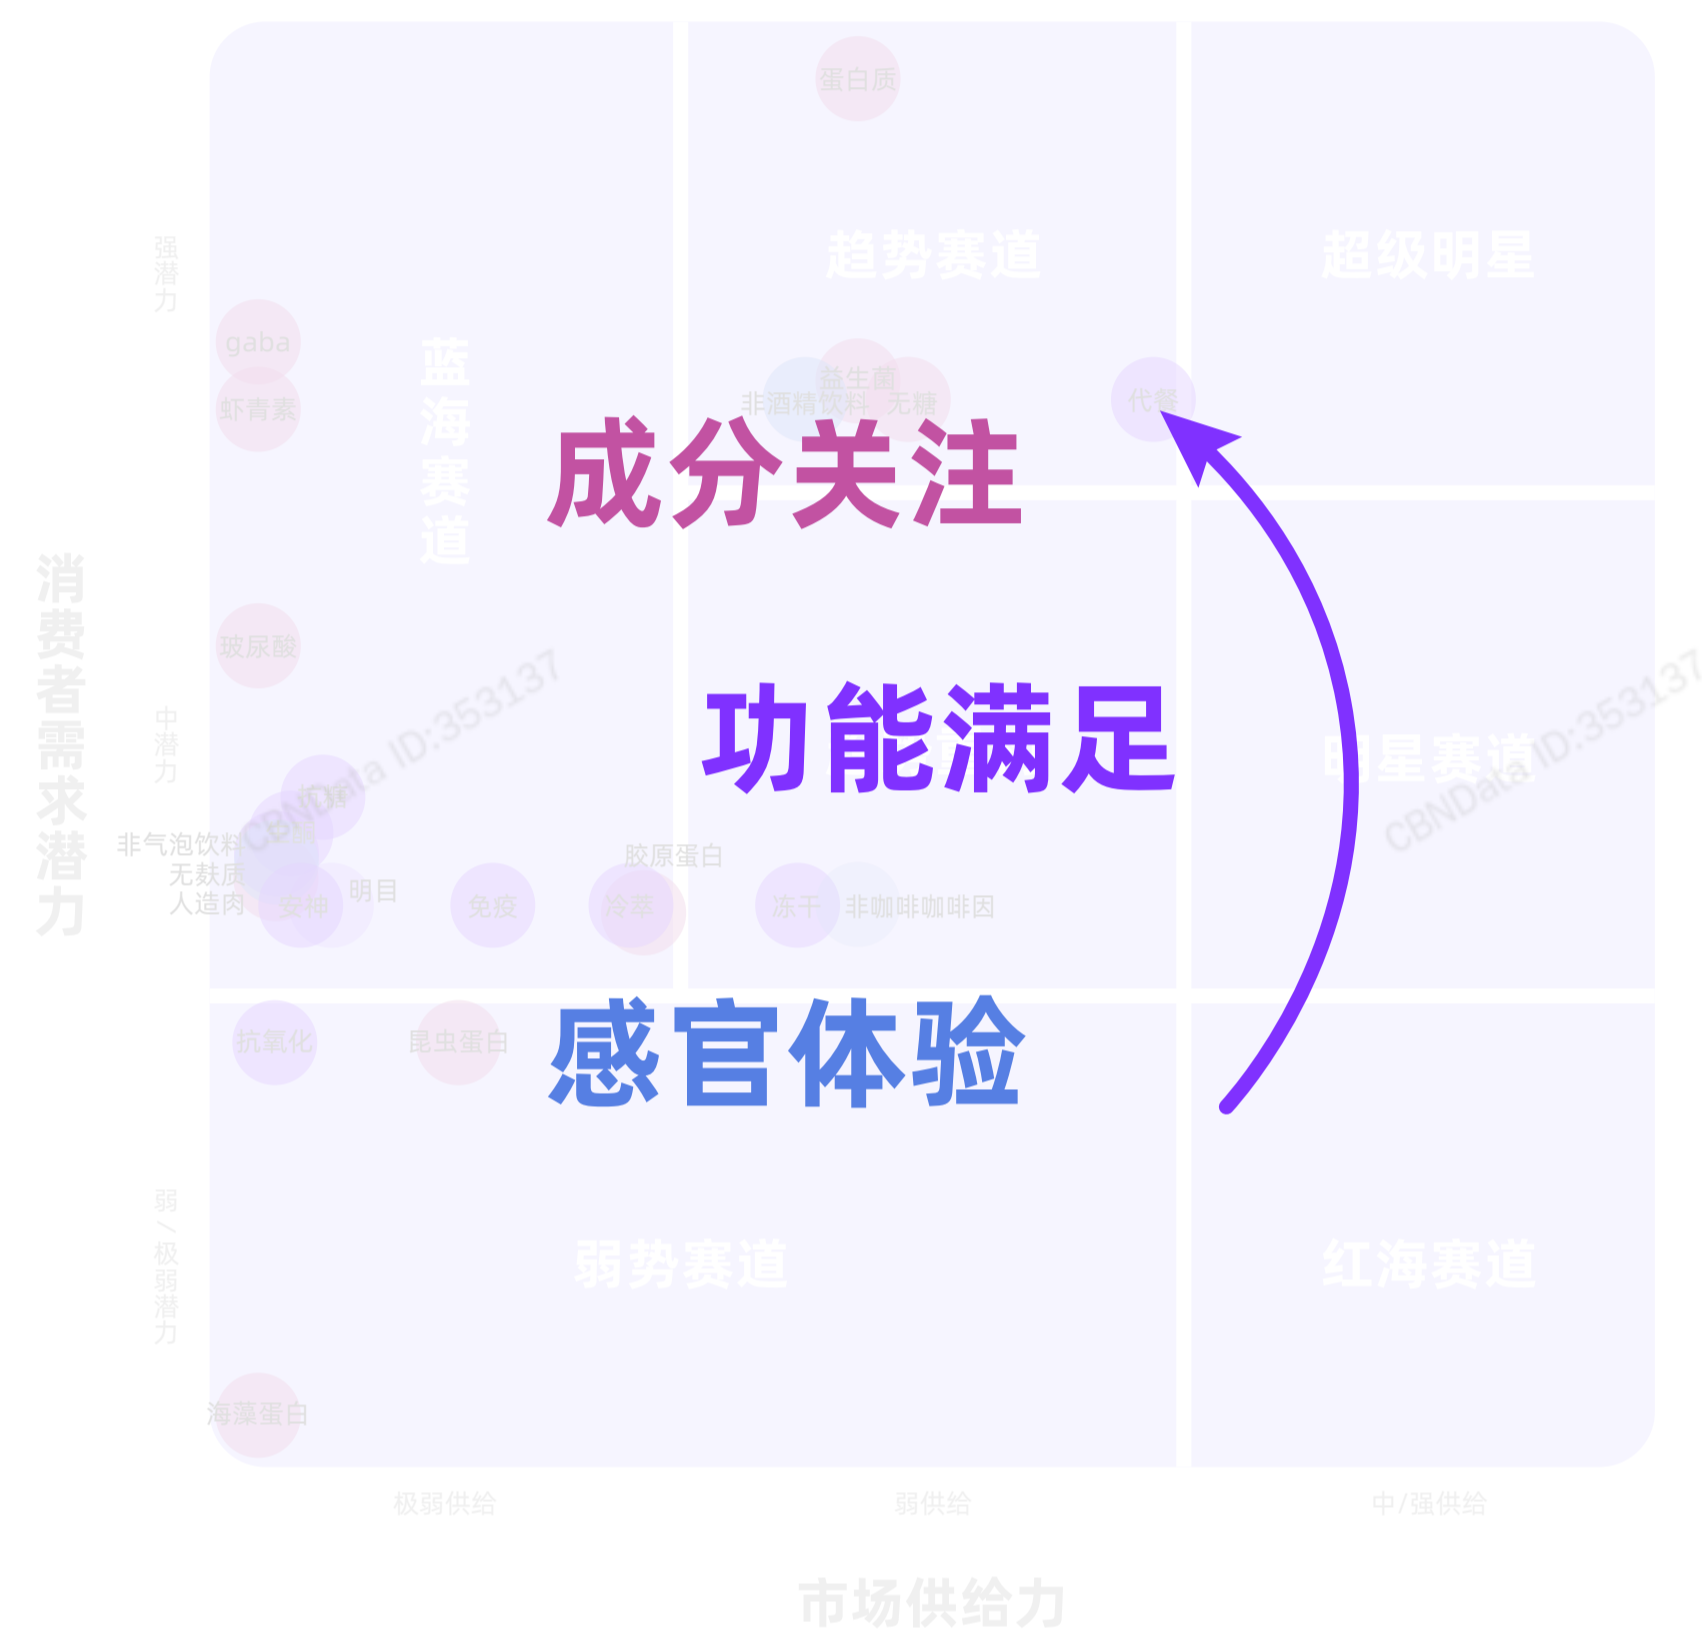 蛋白质
强潜力
趋势赛道
超级明星
gaba
虾青素
蓝海赛道
益生菌
非酒精饮料
无糖
代餐
成分关注
消费者需求潜力
玻尿酸
中潜力
功能满足
明星赛道
CBNData ID:353137
CBNData ID:353137
非气泡饮料
无麸质
人造肉
安神
明目
免疫
胶原蛋白
冷萃
冻干
非咖啡咖啡因
抗氧化
昆虫蛋白
感官体验
弱/极弱潜力
弱势赛道
红海赛道
海藻蛋白
极弱供给
弱供给
中/强供给
市场供给力